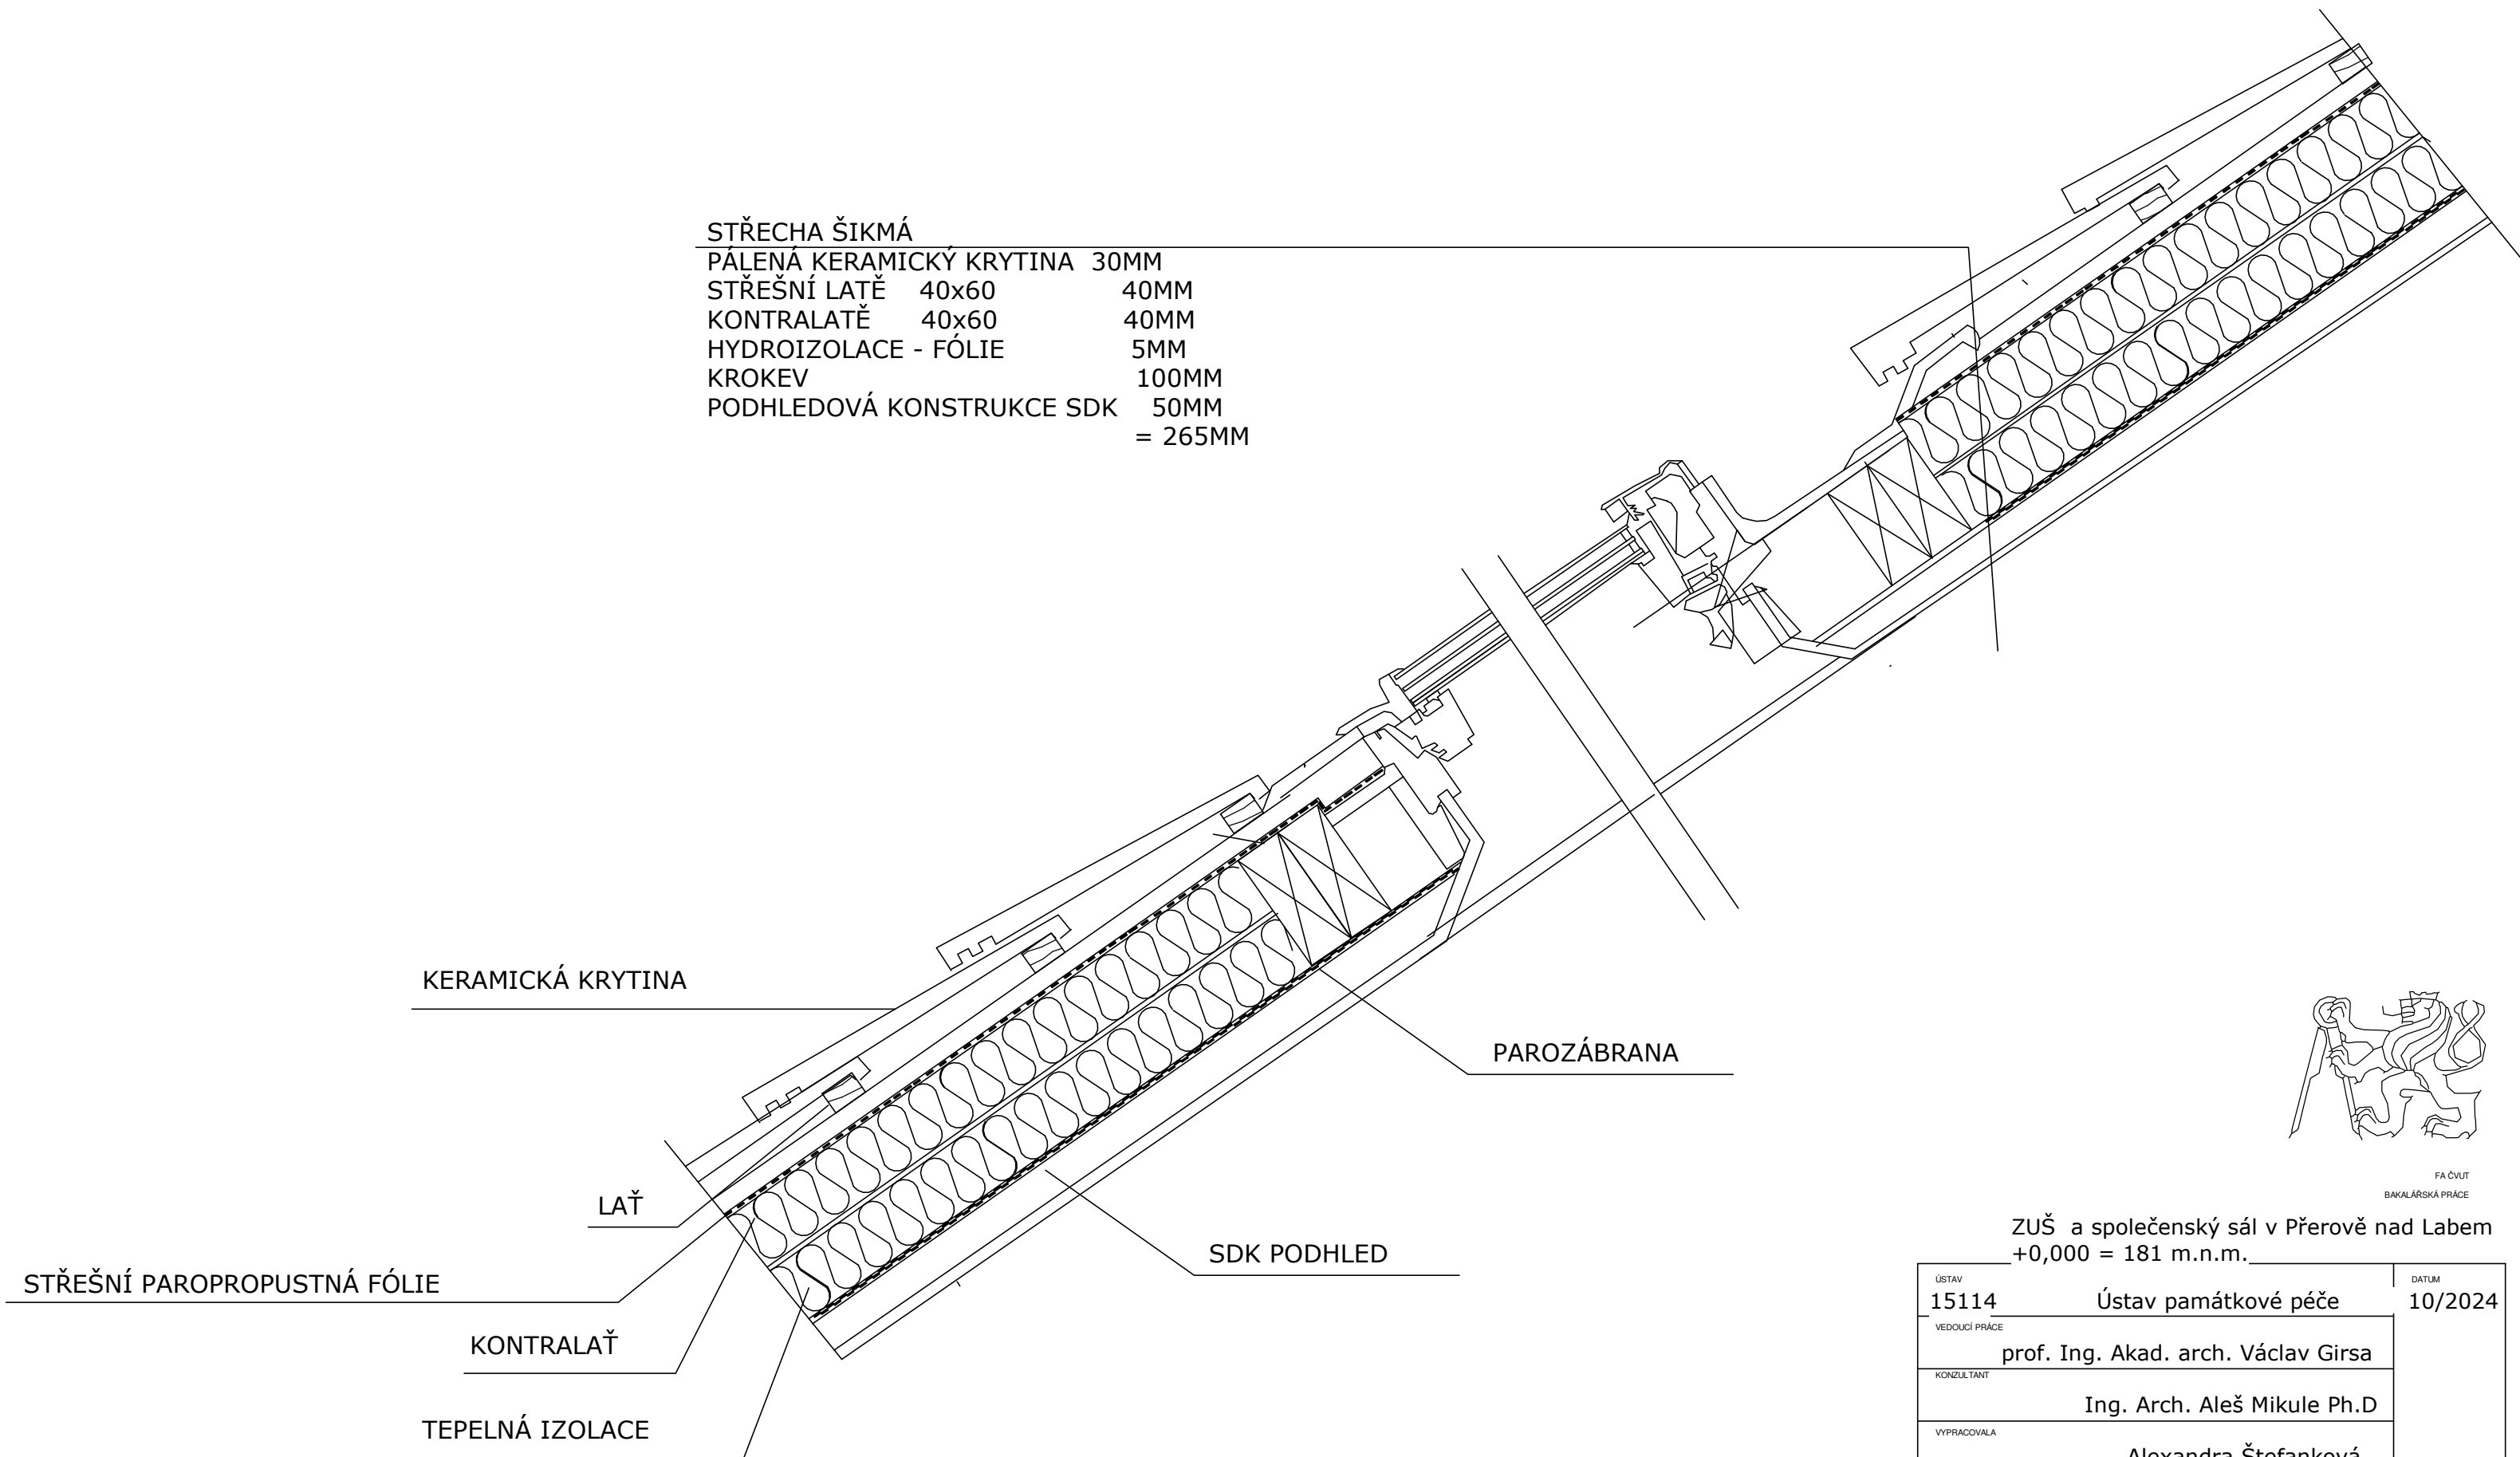 STŘECHA ŠIKMÁ
PÁLENÁ KERAMICKÝ KRYTINA 30MM
STŘEŠNÍ LATĚ 40x60 40MM
KONTRALATĚ 40x60 40MM
HYDROIZOLACE - FÓLIE 5MM
KROKEV 100MM
PODHLEDOVÁ KONSTRUKCE SDK 50MM
= 265MM
KERAMICKÁ KRYTINA
PAROZÁBRANA
LAŤ
SDK PODHLED
STŘEŠNÍ PAROPROPUSTNÁ FÓLIE
KONTRALAŤ
TEPELNÁ IZOLACE
FA ČVUT
BAKALÁŘSKÁ PRÁCE
ZUŠ a společenský sál v Přerově nad Labem
+0,000 = 181 m.n.m.
ÚSTAV
DATUM
15114 Ústav památkové péče 10/2024
VEDOUCÍ PRÁCE
prof. Ing. Akad. arch. Václav Girsa
KONZULTANT
Ing. Arch. Aleš Mikule Ph.D
VYPRACOVALA
Alexandra Štefanková